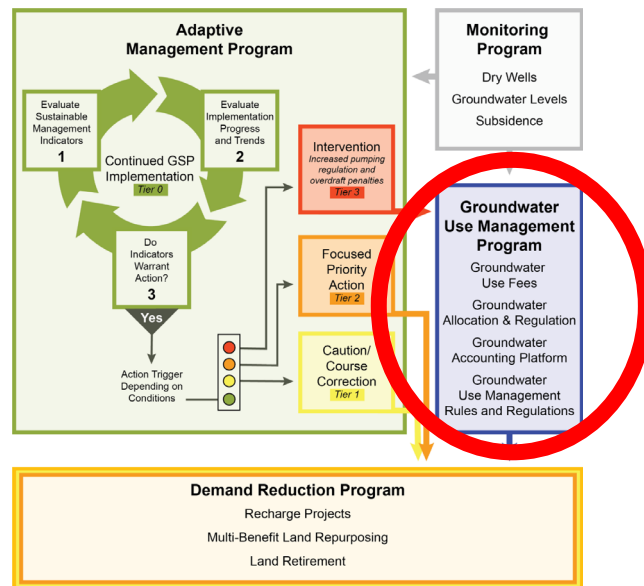 Adaptive
Management Program
Evaluate
Sustainable
Management
Indicators
1
Evaluate
Implementation
Progress
and Trends
2
Continued GSP
Implementation
Tier 0
Do
Indicators
Warrant
Action?
3
Yes
Action Trigger
Depending on
Conditions
Intervention
Increased pumping
regulation and
overdraft penalties
Tier 3
Focused
Priority
Action
Tier 2
Caution/
Course
Correction
Tier 1
Monitoring
Program
Dry Wells
Groundwater Levels
Subsidence
Groundwater
Use Management
Program
Groundwater
Use Fees
Groundwater
Allocation & Regulation
Groundwater
Accounting Platform
Groundwater
Use Management
Rules and Regulations
Demand Reduction Program
Recharge Projects
Multi-Benefit Land Repurposing
Land Retirement